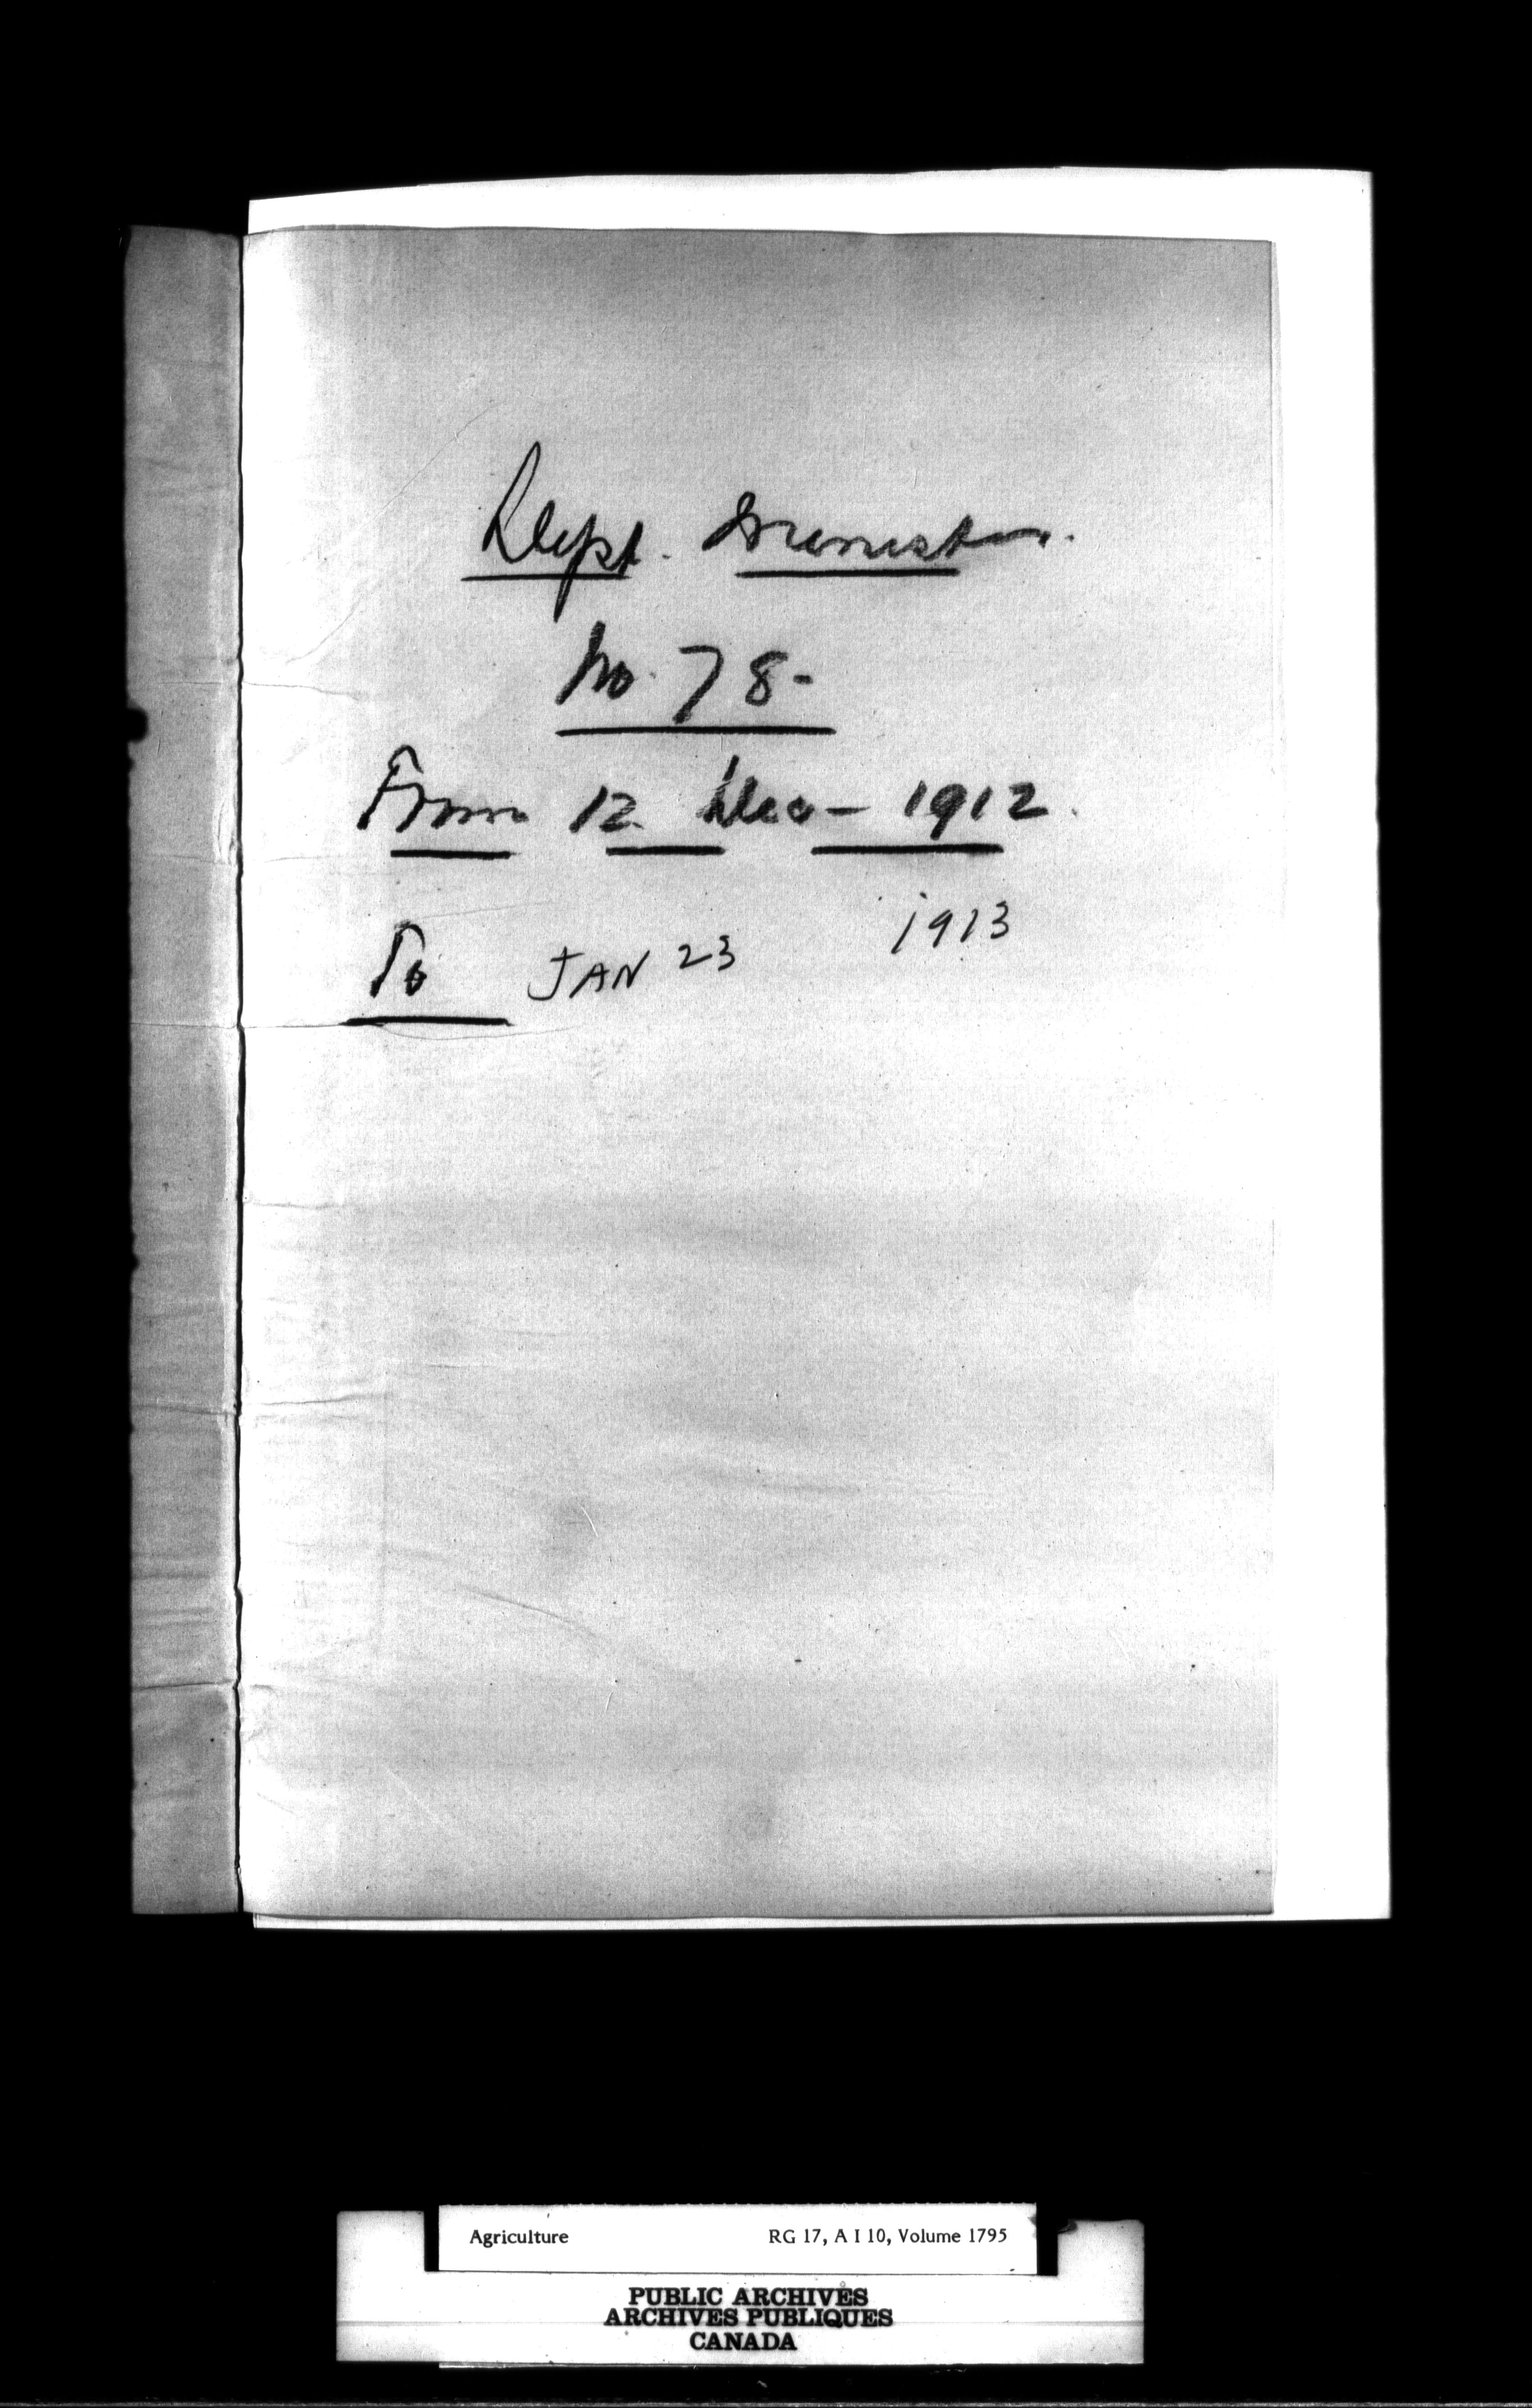 Dept. Minister.
No. 78-
From 12 Dec - 1912.
To JAN 23 1913
Agriculture RG 17, A I 10, Volume 1795
PUBLIC ARCHIVES
ARCHIVES PUBLIQUES
CANADA